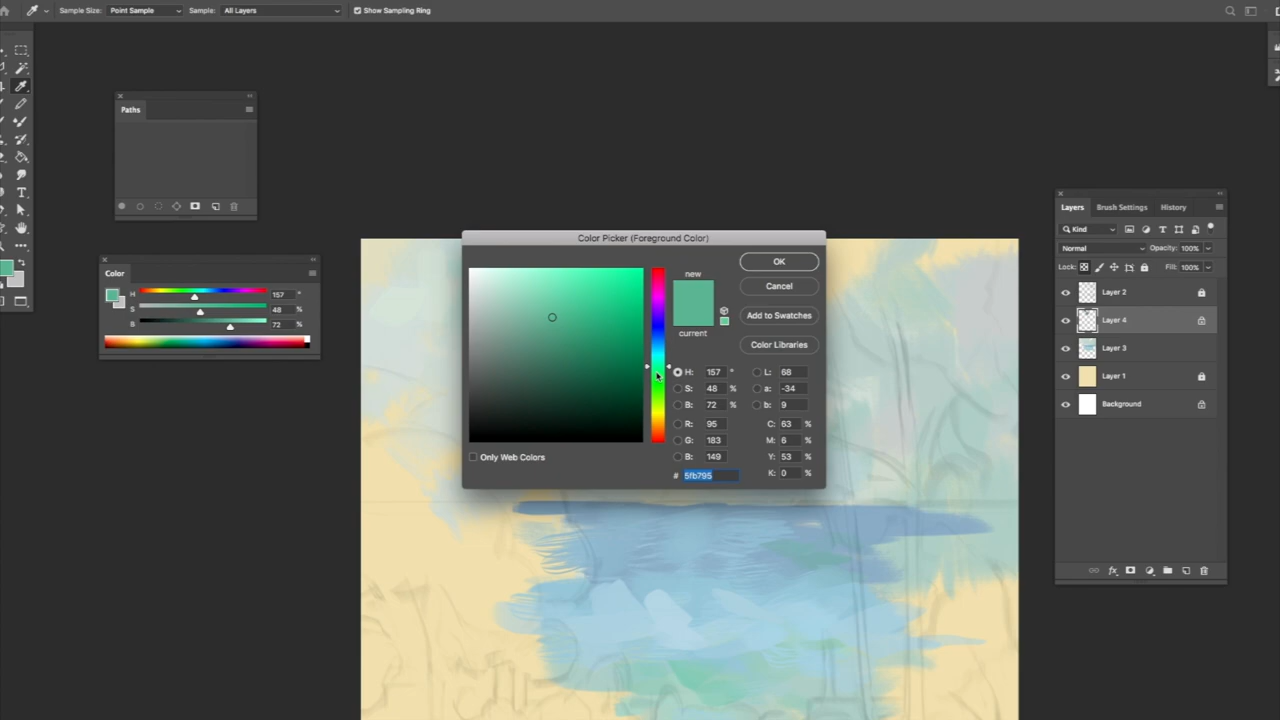 Sample Size: Point Sample Sample: All Layers Show Sampling Ring
Paths
Color
H 157 °
S 48 %
B 72 %
Color Picker (Foreground Color)
new
current
OK
Cancel
Add to Swatches
Color Libraries
H: 157 ° L: 68
S: 48 % a: -34
B: 72 % b: 9
R: 95 C: 63 %
G: 183 M: 6 %
B: 149 Y: 53 %
# 5fb795 K: 0 %
Only Web Colors
Layers Brush Settings History
Kind
Normal Opacity: 100%
Lock: Fill: 100%
Layer 2
Layer 4
Layer 3
Layer 1
Background